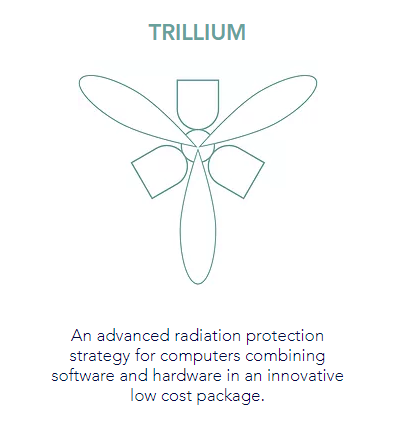 TRILLIUM
An advanced radiation protection
strategy for computers combining
software and hardware in an innovative
low cost package.